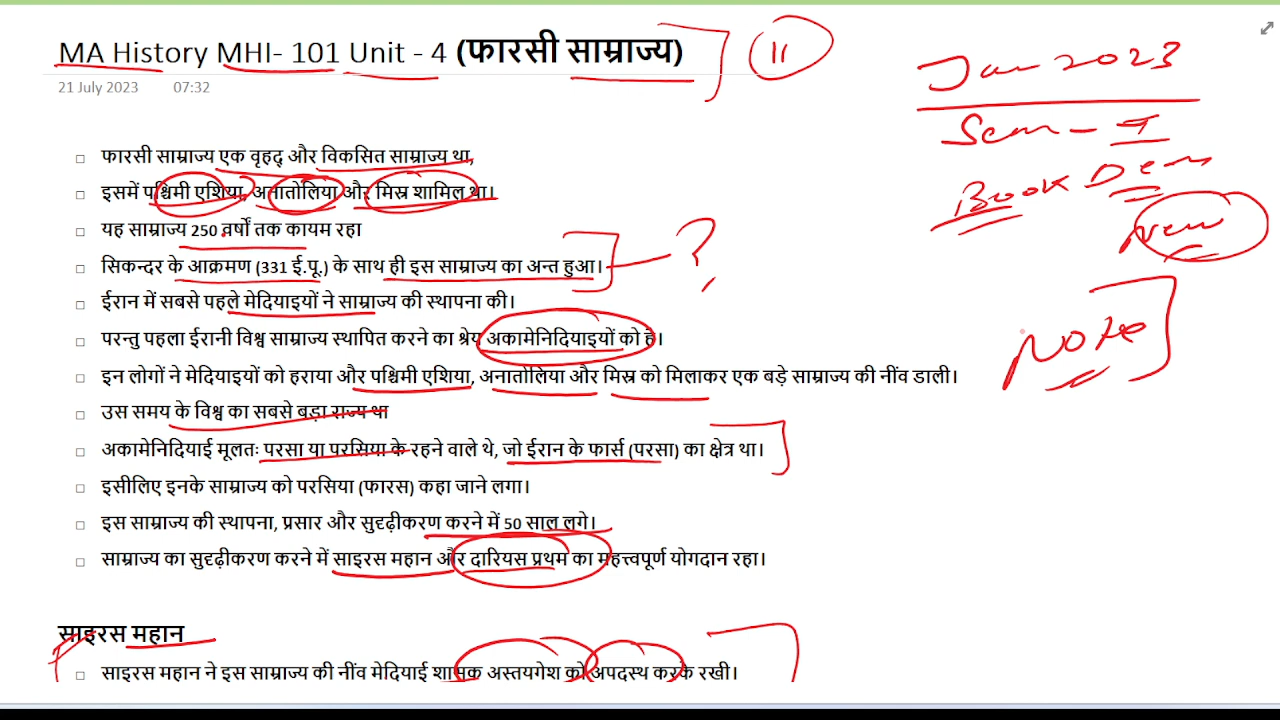 MA History MHI- 101 Unit - 4 (फारसी साम्राज्य)
11
21 July 2023 07:32
Jan 2023
Sem - I
Book Dec
New
Note
?
फारसी साम्राज्य एक वृहद् और विकसित साम्राज्य था,
इसमें पश्चिमी एशिया, अनातोलिया और मिस्र शामिल था।
यह साम्राज्य 250 वर्षों तक कायम रहा
सिकन्दर के आक्रमण (331 ई.पू.) के साथ ही इस साम्राज्य का अन्त हुआ।
ईरान में सबसे पहले मेदियाइयों ने साम्राज्य की स्थापना की।
परन्तु पहला ईरानी विश्व साम्राज्य स्थापित करने का श्रेय अकामेनिदियाइयों को है।
इन लोगों ने मेदियाइयों को हराया और पश्चिमी एशिया, अनातोलिया और मिस्र को मिलाकर एक बड़े साम्राज्य की नींव डाली।
उस समय के विश्व का सबसे बड़ा राज्य था
अकामेनिदियाई मूलतः परसा या परसिया के रहने वाले थे, जो ईरान के फार्स (परसा) का क्षेत्र था।
इसीलिए इनके साम्राज्य को परसिया (फारस) कहा जाने लगा।
इस साम्राज्य की स्थापना, प्रसार और सुदृढ़ीकरण करने में 50 साल लगे।
साम्राज्य का सुदृढ़ीकरण करने में साइरस महान और दारियस प्रथम का महत्त्वपूर्ण योगदान रहा।
साइरस महान
साइरस महान ने इस साम्राज्य की नींव मेदियाई शासक अस्तयगेश को अपदस्थ करके रखी।